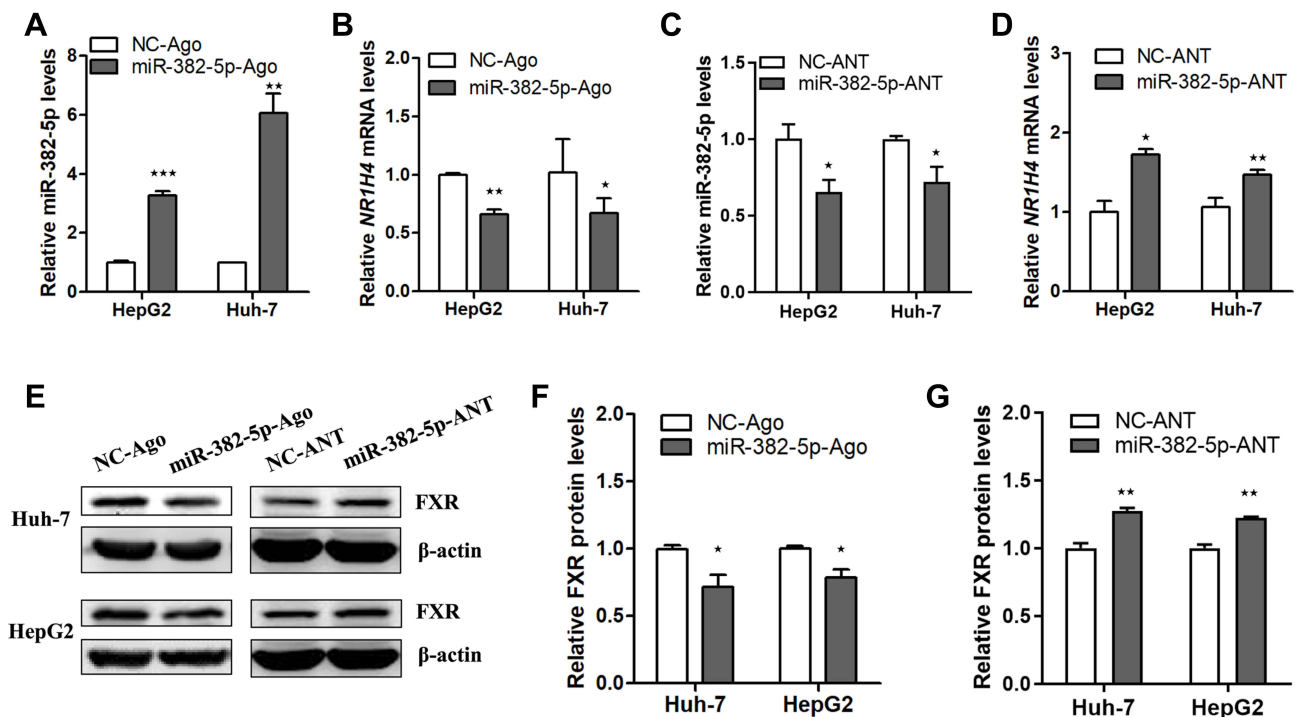 A
Relative miR-382-5p levels
NC-Ago
miR-382-5p-Ago
8
6
4
2
0
★★★
★★
HepG2
Huh-7
B
Relative NR1H4 mRNA levels
NC-Ago
miR-382-5p-Ago
2.0
1.5
1.0
0.5
0.0
★★
★
HepG2
Huh-7
C
Relative miR-382-5p levels
NC-ANT
miR-382-5p-ANT
1.5
1.0
0.5
0.0
★
★
HepG2
Huh-7
D
Relative NR1H4 mRNA levels
NC-ANT
miR-382-5p-ANT
3
2
1
0
★
★★
HepG2
Huh-7
E
NC-Ago
miR-382-5p-Ago
NC-ANT
miR-382-5p-ANT
Huh-7
FXR
β-actin
HepG2
FXR
β-actin
F
Relative FXR protein levels
NC-Ago
miR-382-5p-Ago
2.0
1.5
1.0
0.5
0.0
★
★
Huh-7
HepG2
G
Relative FXR protein levels
NC-ANT
miR-382-5p-ANT
2.0
1.5
1.0
0.5
0.0
★★
★★
Huh-7
HepG2